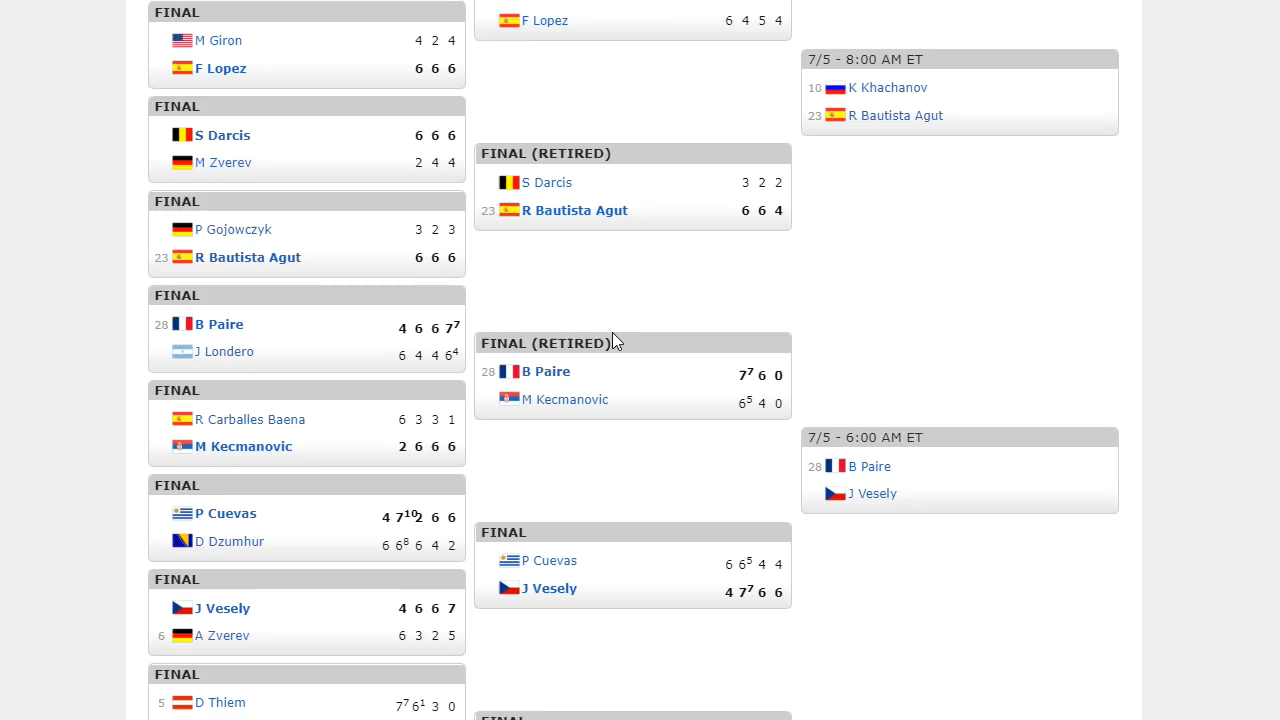 FINAL
M Giron 4 2 4
F Lopez 6 6 6
FINAL
S Darcis 6 6 6
M Zverev 2 4 4
FINAL
P Gojowczyk 3 2 3
23 R Bautista Agut 6 6 6
FINAL
28 B Paire 4 6 6 7⁷
J Londero 6 4 4 6⁴
FINAL
R Carballes Baena 6 3 3 1
M Kecmanovic 2 6 6 6
FINAL
P Cuevas 4 7¹⁰ 2 6 6
D Dzumhur 6 6⁸ 6 4 2
FINAL
J Vesely 4 6 6 7
6 A Zverev 6 3 2 5
FINAL
5 D Thiem 7⁷ 6¹ 3 0
F Lopez 6 4 5 4
FINAL (RETIRED)
S Darcis 3 2 2
23 R Bautista Agut 6 6 4
FINAL (RETIRED)
28 B Paire 7⁷ 6 0
M Kecmanovic 6⁵ 4 0
FINAL
P Cuevas 6 6⁵ 4 4
J Vesely 4 7⁷ 6 6
FINAL
7/5 - 8:00 AM ET
10 K Khachanov
23 R Bautista Agut
7/5 - 6:00 AM ET
28 B Paire
J Vesely